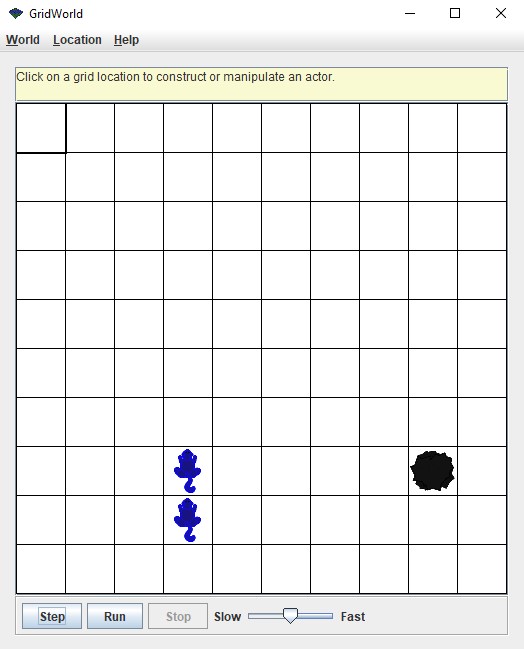 GridWorld
World Location Help
Click on a grid location to construct or manipulate an actor.
Step Run Stop Slow Fast